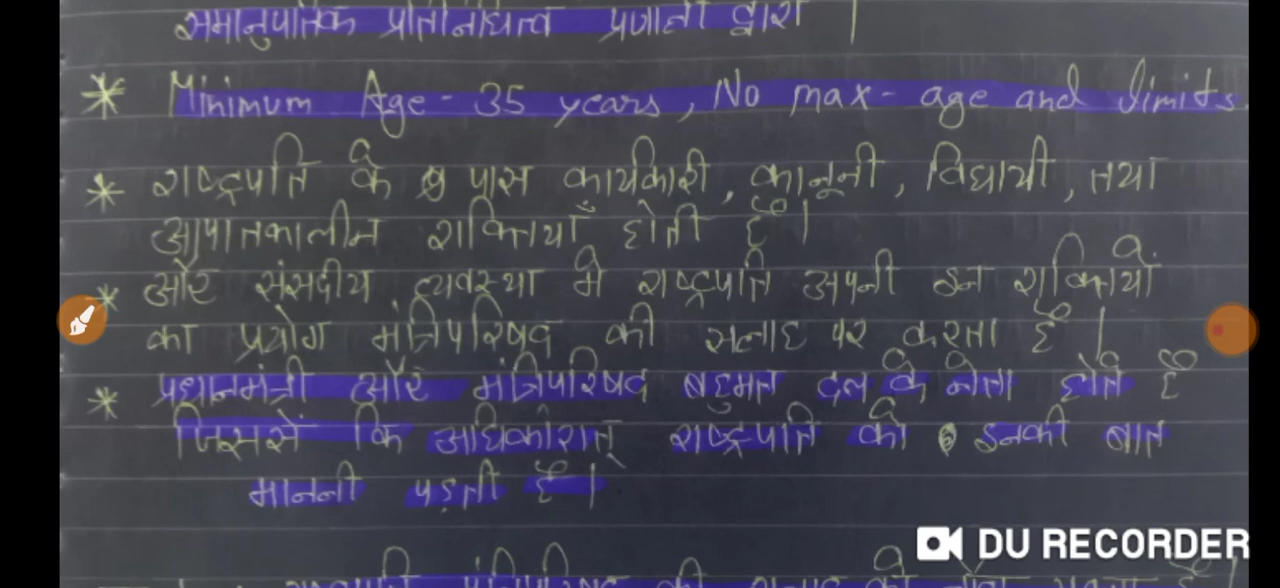 समानुपातिक प्रतिनिधित्व प्रणाली द्वारा |
* Minimum Age - 35 years, No max - age and limits.
* राष्ट्रपति के पास कार्यकारी, कानूनी, विधायी, तथा
आपातकालीन शक्तियाँ होती है |
* और संसदीय व्यवस्था मे राष्ट्रपति अपनी इन शक्तियों
का प्रयोग मंत्रिपरिषद की सलाह पर करता है |
* प्रधानमंत्री और मंत्रिपरिषद बहुमत दल के नेता होते है
जिससें कि अधिकांशत् राष्ट्रपति को इनकी बात
माननी पड़ती है |
DU RECORDER